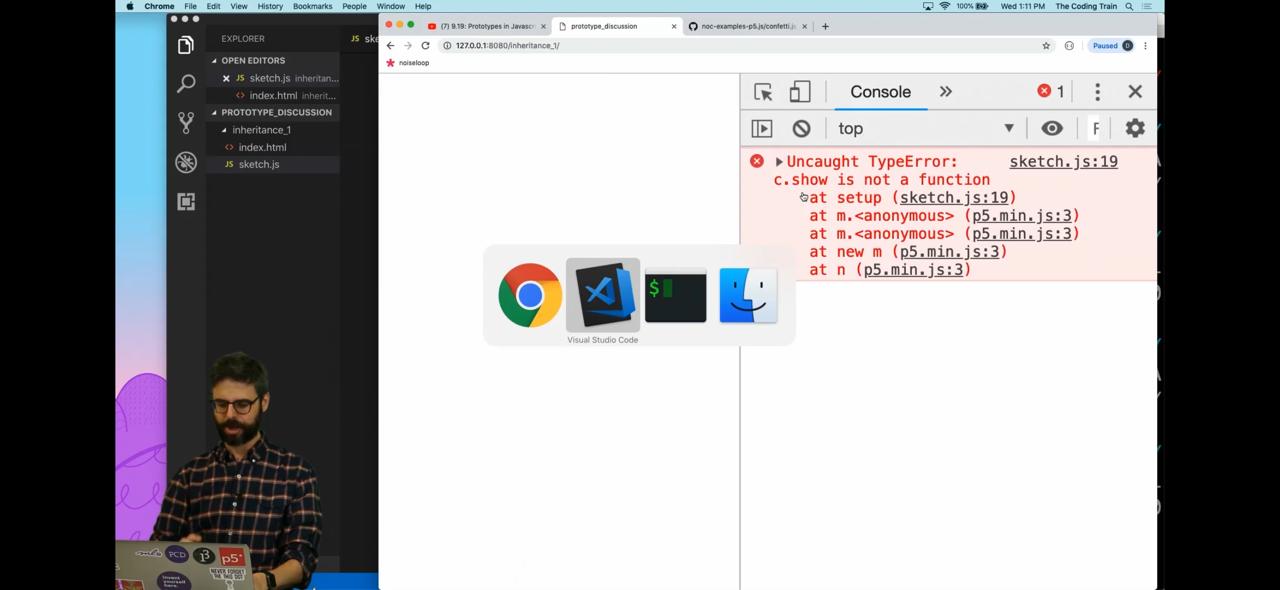 Chrome File Edit View History Bookmarks People Window Help 100% Wed 1:11 PM The Coding Train
EXPLORER
OPEN EDITORS
sketch.js inheritan...
index.html inherit...
PROTOTYPE_DISCUSSION
inheritance_1
index.html
sketch.js
JS
JS
JS ske
(7) 9.19: Prototypes in Javascr
prototype_discussion
noc-examples-p5.js/confetti.js
127.0.0.1:8080/inheritance_1/
Paused
noiseloop
Console
1
top
F
Uncaught TypeError: sketch.js:19
c.show is not a function
at setup (sketch.js:19)
at m.<anonymous> (p5.min.js:3)
at m.<anonymous> (p5.min.js:3)
at new m (p5.min.js:3)
at n (p5.min.js:3)
$
Visual Studio Code
PCD
p5*
NEVER FORGET
THE THIS DOT